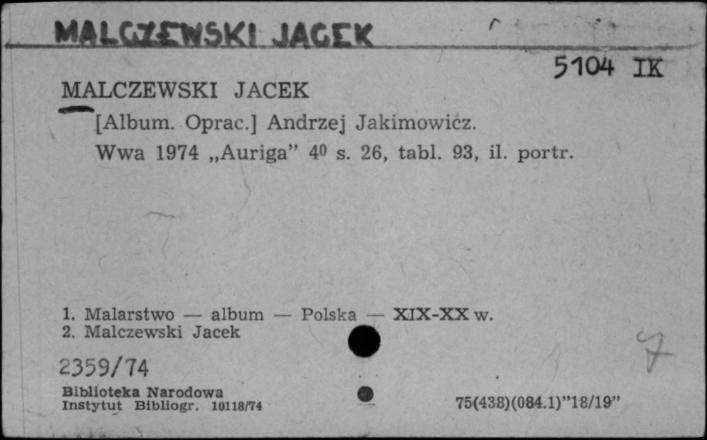 MALCZEWSKI JACEK
5104 IK
MALCZEWSKI JACEK
[Album. Oprac.] Andrzej Jakimowicz.
Wwa 1974 „Auriga” 4⁰ s. 26, tabl. 93, il. portr.
1. Malarstwo — album — Polska — XIX-XX w.
2. Malczewski Jacek
7
2359/74
Biblioteka Narodowa
Instytut Bibliogr. 10118/74
75(438)(084.1)”18/19”